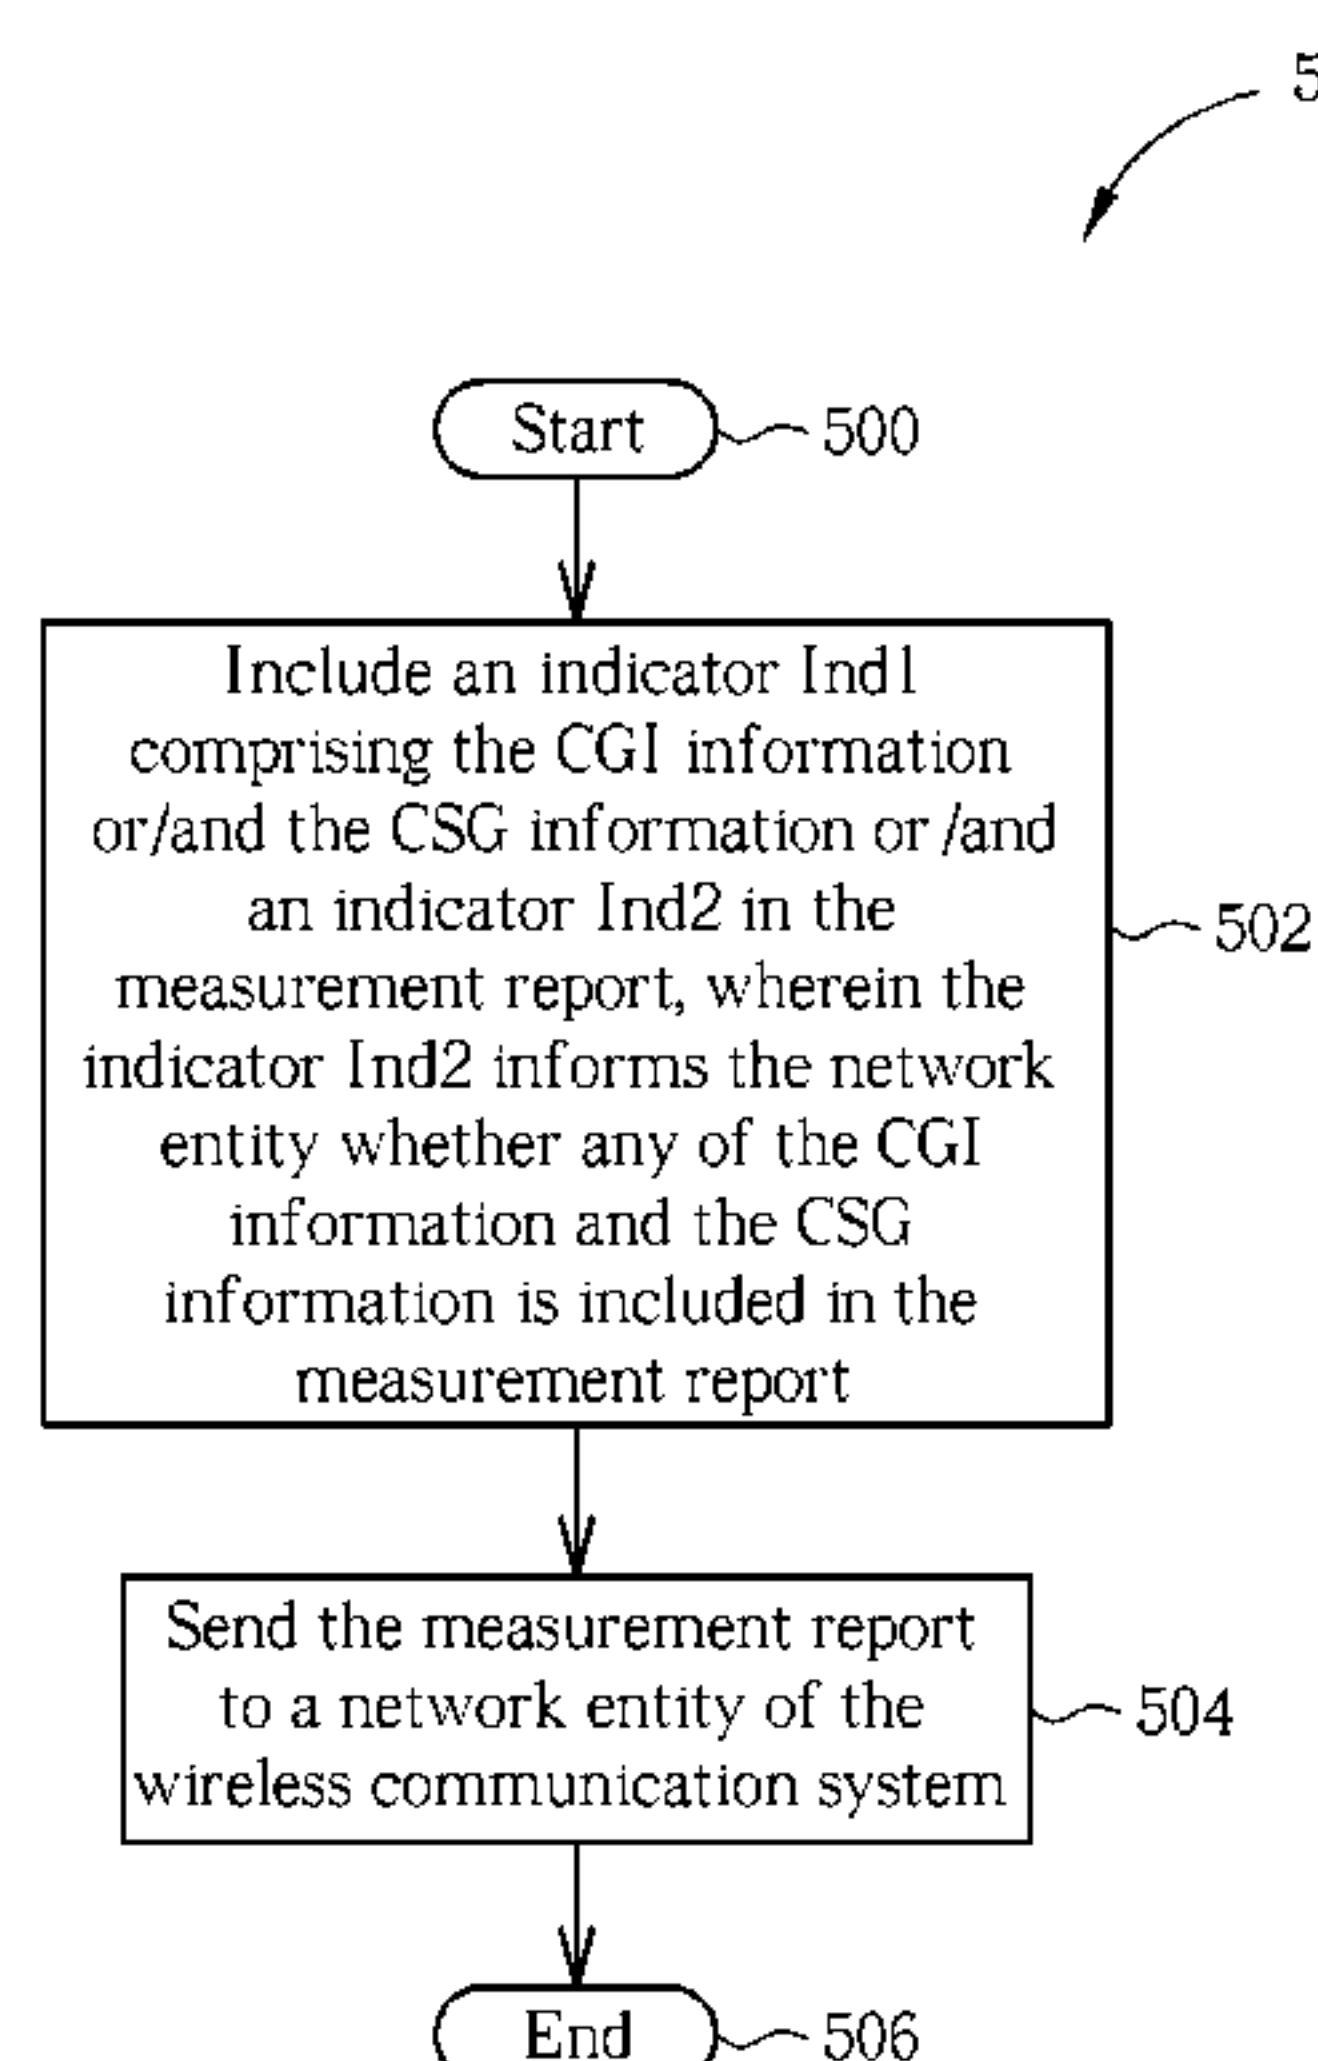 5
Start
500
Include an indicator Ind1
comprising the CGI information
or/and the CSG information or /and
an indicator Ind2 in the
measurement report, wherein the
indicator Ind2 informs the network
entity whether any of the CGI
information and the CSG
information is included in the
measurement report
502
Send the measurement report
to a network entity of the
wireless communication system
504
End
506